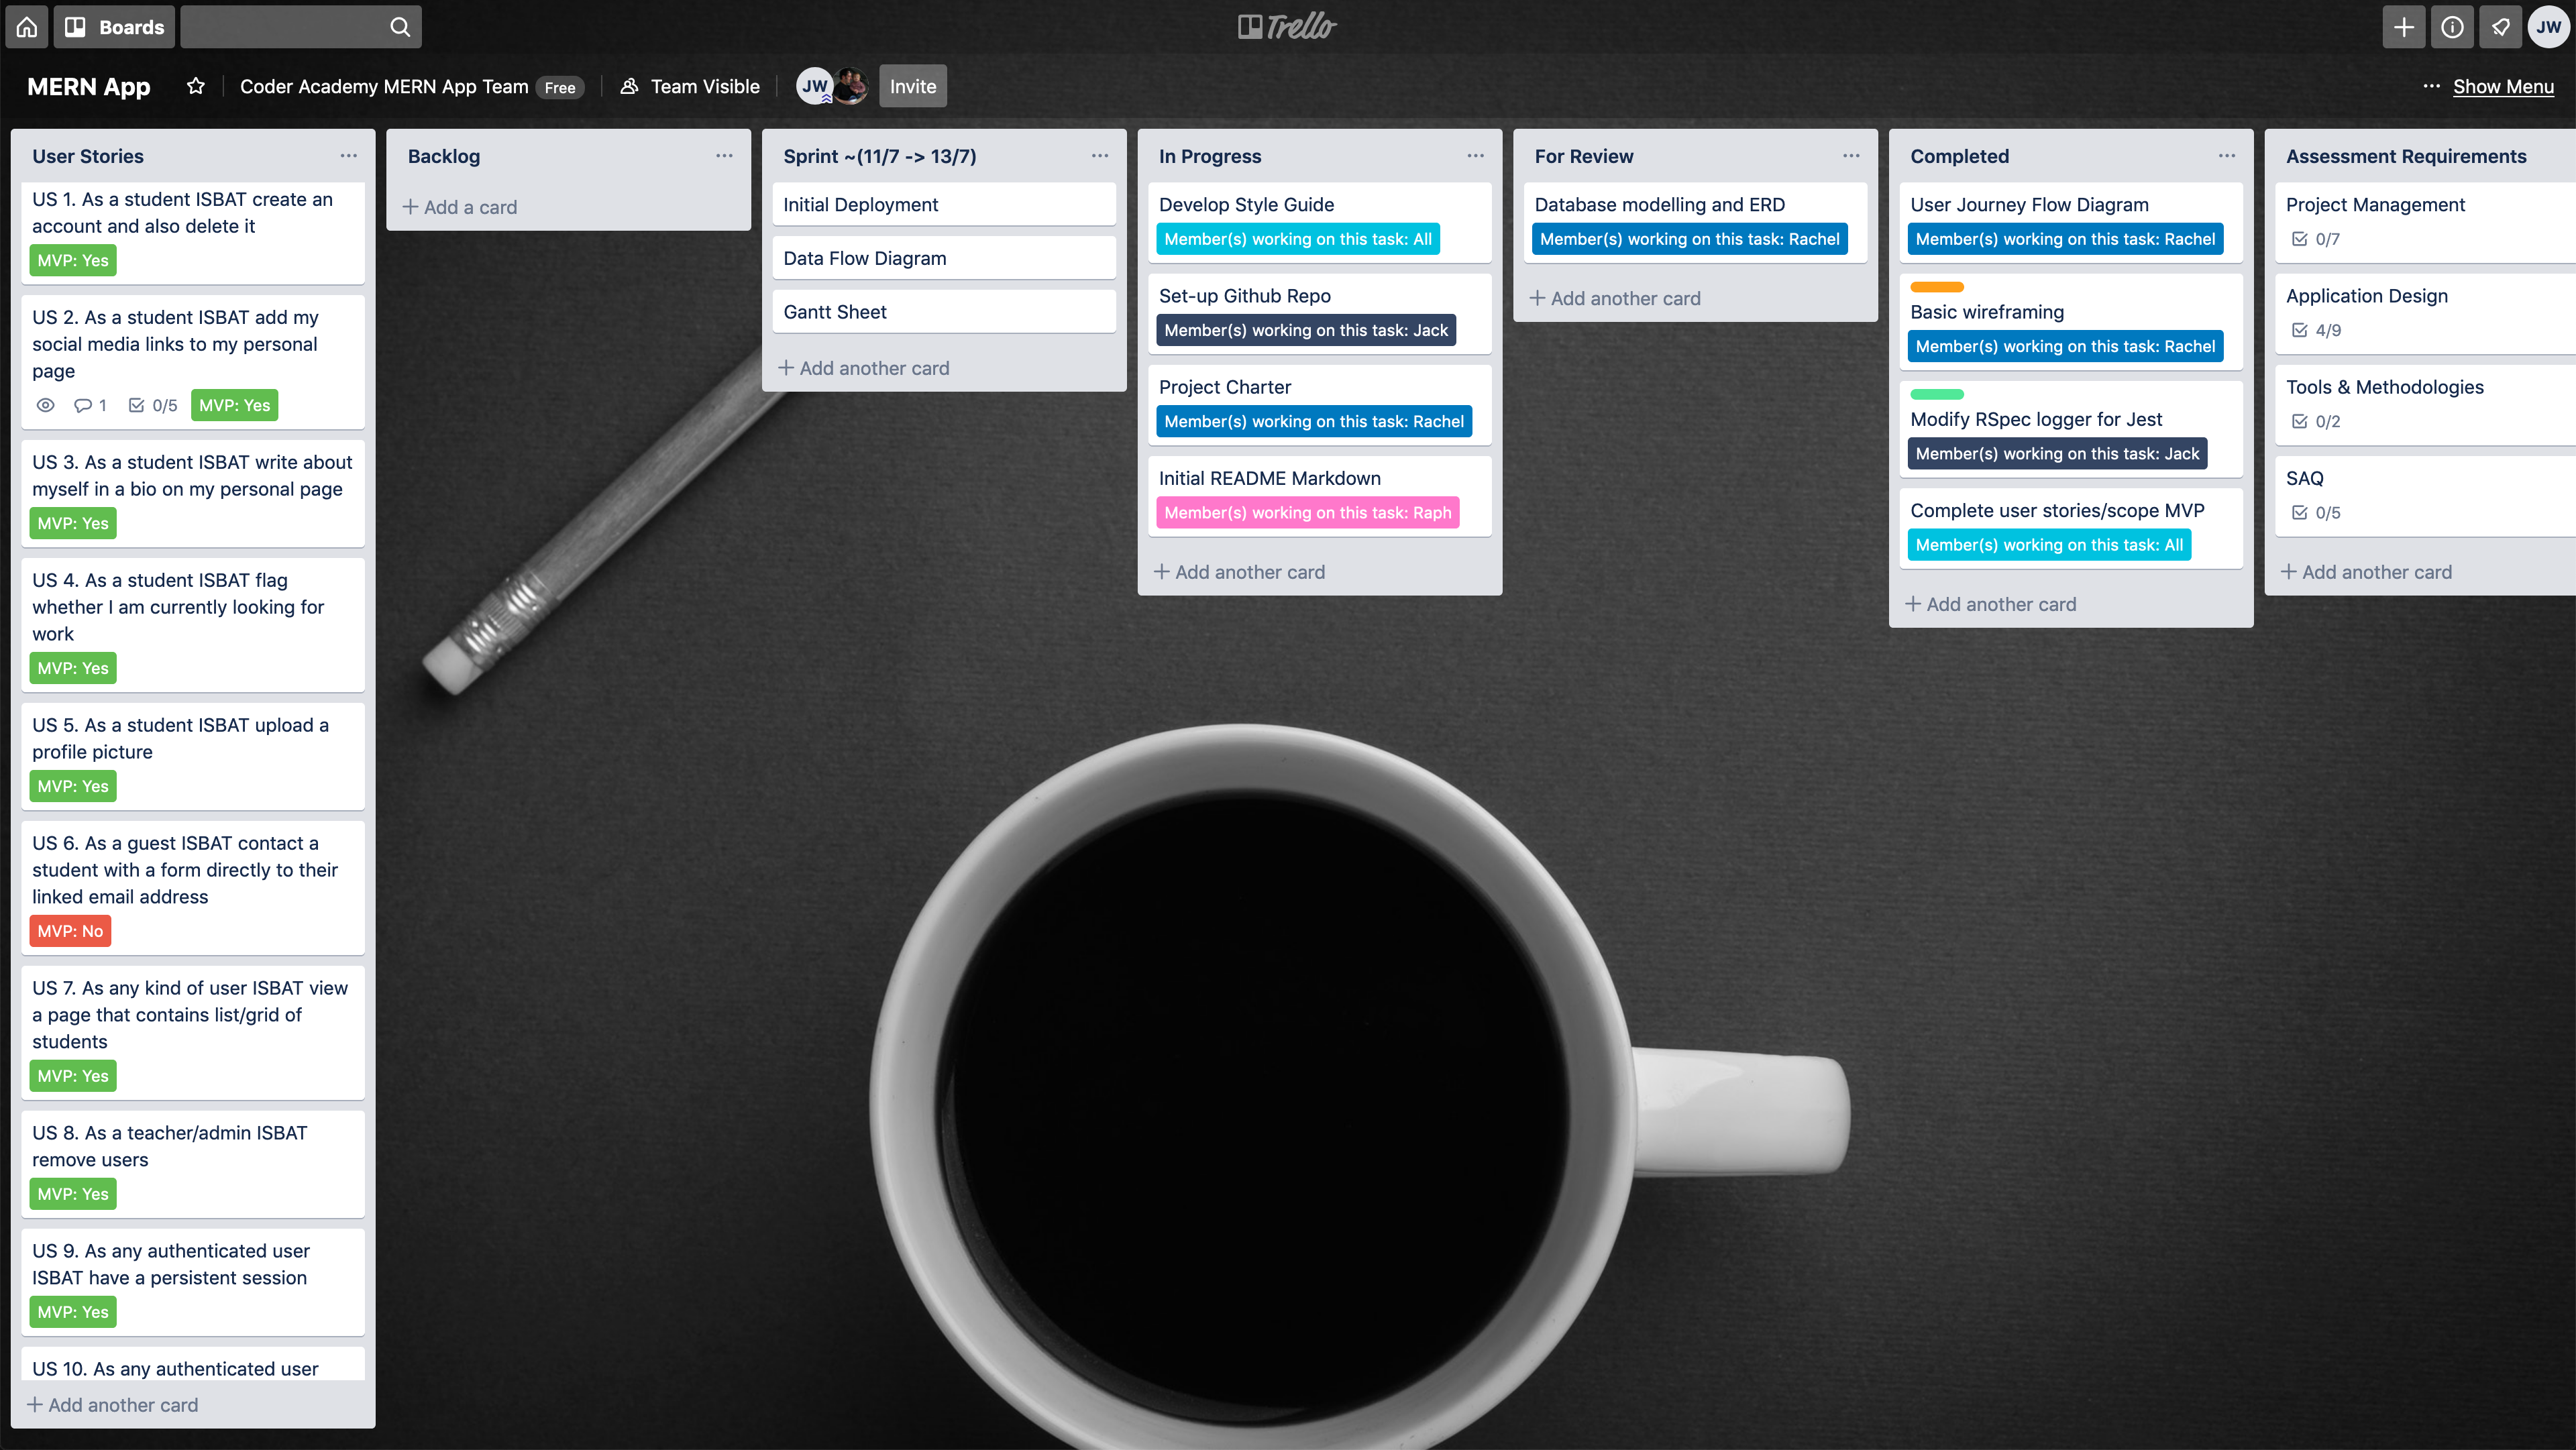 Boards
Trello
JW
MERN App
Coder Academy MERN App Team Free
Team Visible
JW
Invite
... Show Menu
User Stories
US 1. As a student ISBAT create an
account and also delete it
MVP: Yes
US 2. As a student ISBAT add my
social media links to my personal
page
1 0/5 MVP: Yes
US 3. As a student ISBAT write about
myself in a bio on my personal page
MVP: Yes
US 4. As a student ISBAT flag
whether I am currently looking for
work
MVP: Yes
US 5. As a student ISBAT upload a
profile picture
MVP: Yes
US 6. As a guest ISBAT contact a
student with a form directly to their
linked email address
MVP: No
US 7. As any kind of user ISBAT view
a page that contains list/grid of
students
MVP: Yes
US 8. As a teacher/admin ISBAT
remove users
MVP: Yes
US 9. As any authenticated user
ISBAT have a persistent session
MVP: Yes
US 10. As any authenticated user
+ Add another card
Backlog
+ Add a card
Sprint ~(11/7 -> 13/7)
Initial Deployment
Data Flow Diagram
Gantt Sheet
+ Add another card
In Progress
Develop Style Guide
Member(s) working on this task: All
Set-up Github Repo
Member(s) working on this task: Jack
Project Charter
Member(s) working on this task: Rachel
Initial README Markdown
Member(s) working on this task: Raph
+ Add another card
For Review
Database modelling and ERD
Member(s) working on this task: Rachel
+ Add another card
Completed
User Journey Flow Diagram
Member(s) working on this task: Rachel
Basic wireframing
Member(s) working on this task: Rachel
Modify RSpec logger for Jest
Member(s) working on this task: Jack
Complete user stories/scope MVP
Member(s) working on this task: All
+ Add another card
Assessment Requirements
Project Management
0/7
Application Design
4/9
Tools & Methodologies
0/2
SAQ
0/5
+ Add another card